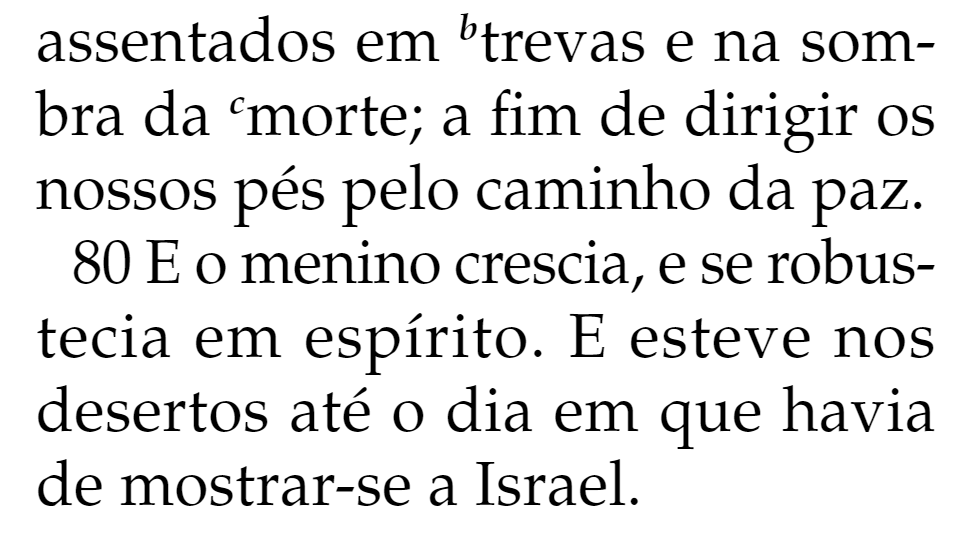 assentados em ᵇtrevas e na som-
bra da ᶜmorte; a fim de dirigir os
nossos pés pelo caminho da paz.
80 E o menino crescia, e se robus-
tecia em espírito. E esteve nos
desertos até o dia em que havia
de mostrar-se a Israel.